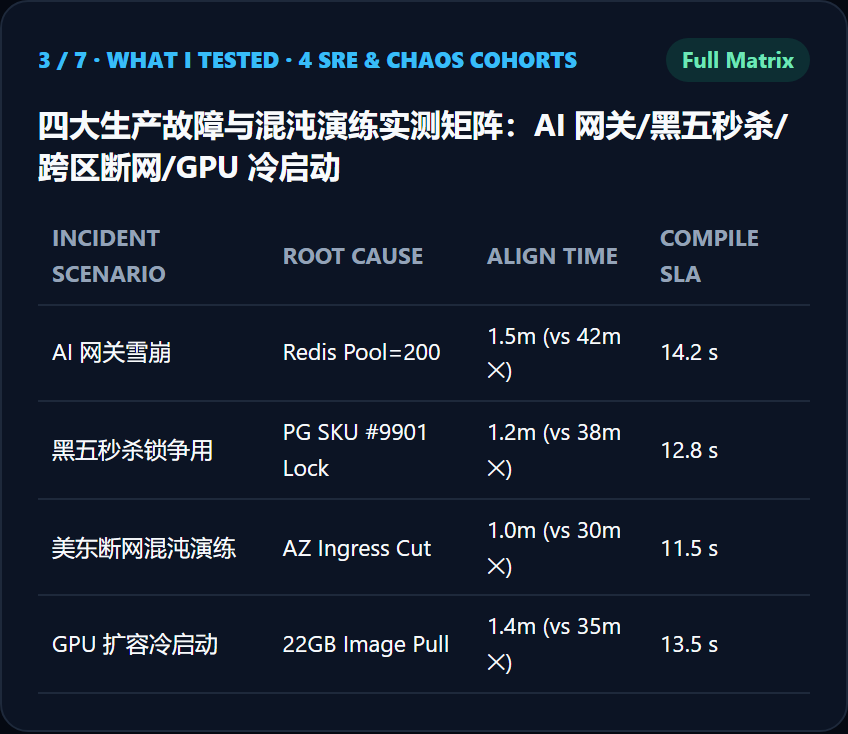 3 / 7 · WHAT I TESTED · 4 SRE & CHAOS COHORTS
Full Matrix
四大生产故障与混沌演练实测矩阵：AI 网关/黑五秒杀/
跨区断网/GPU 冷启动
INCIDENT
SCENARIO
ROOT CAUSE
ALIGN TIME
COMPILE
SLA
AI 网关雪崩
Redis Pool=200
1.5m (vs 42m
✕)
14.2 s
黑五秒杀锁争用
PG SKU #9901
Lock
1.2m (vs 38m
✕)
12.8 s
美东断网混沌演练
AZ Ingress Cut
1.0m (vs 30m
✕)
11.5 s
GPU 扩容冷启动
22GB Image Pull
1.4m (vs 35m
✕)
13.5 s